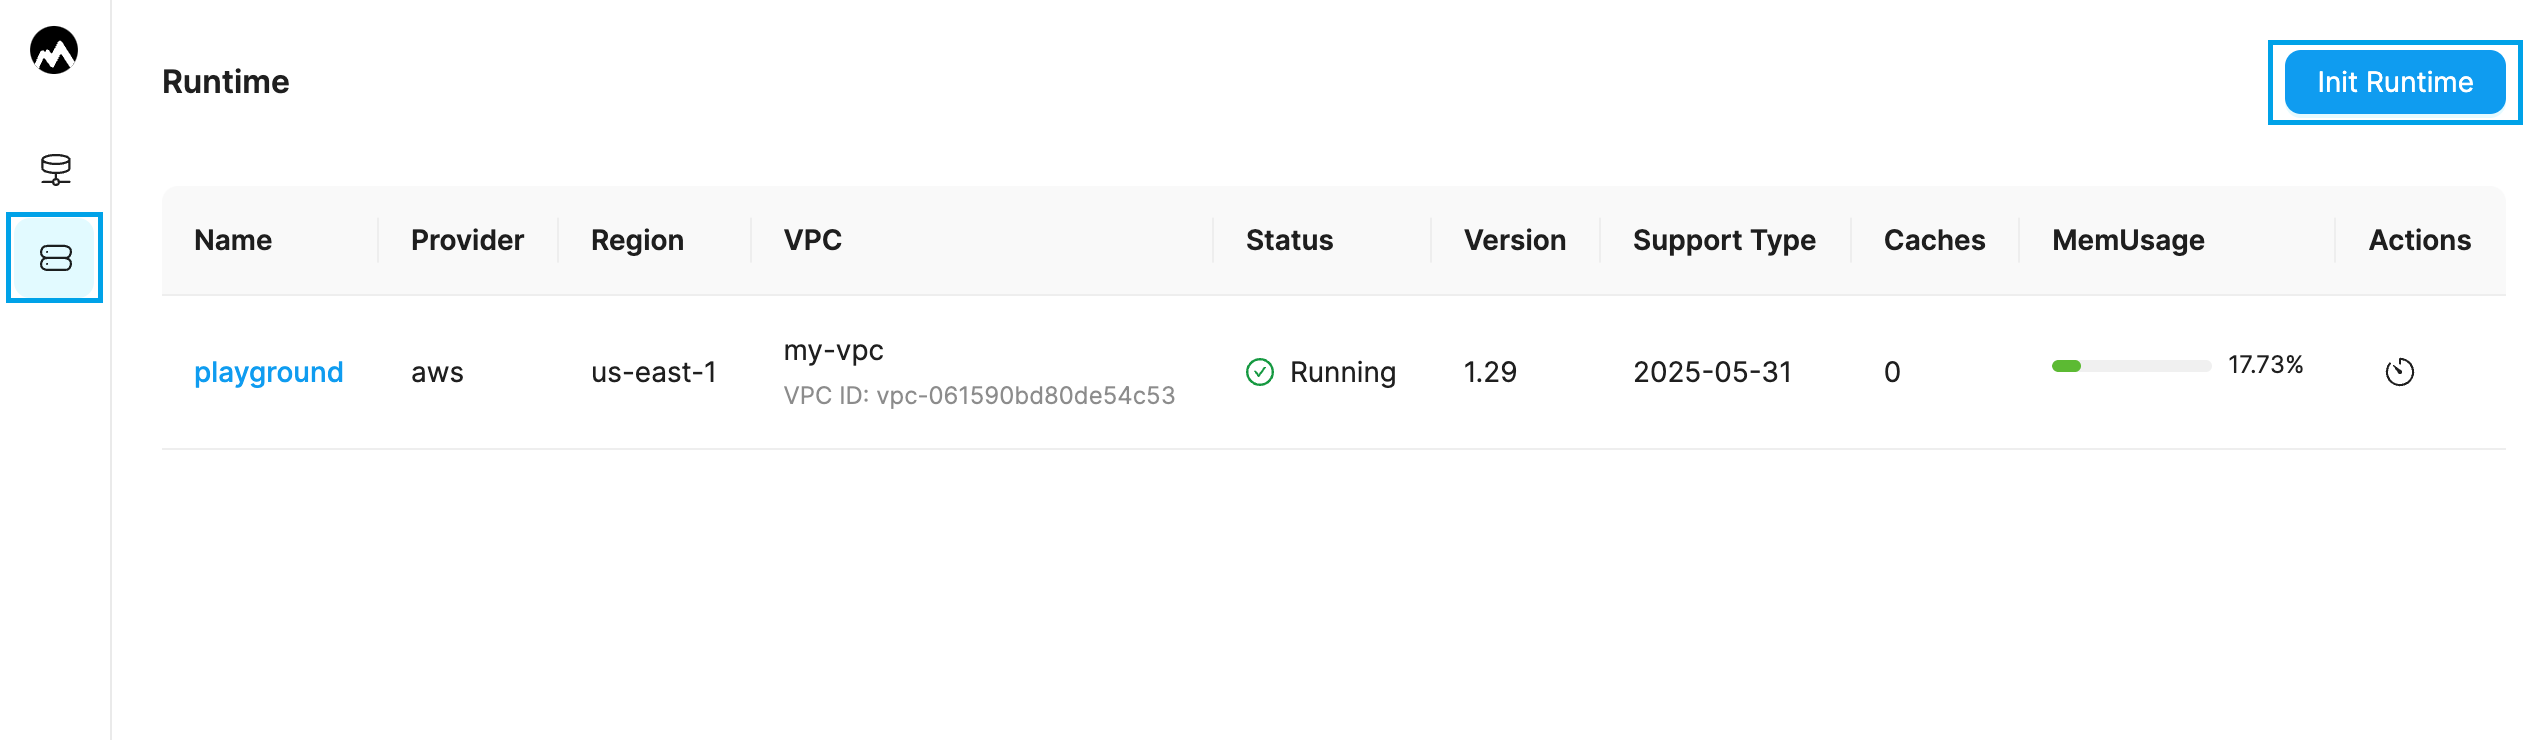 Runtime
Init Runtime
Name Provider Region VPC Status Version Support Type Caches MemUsage Actions
playground aws us-east-1 my-vpc Running 1.29 2025-05-31 0 17.73%
VPC ID: vpc-061590bd80de54c53